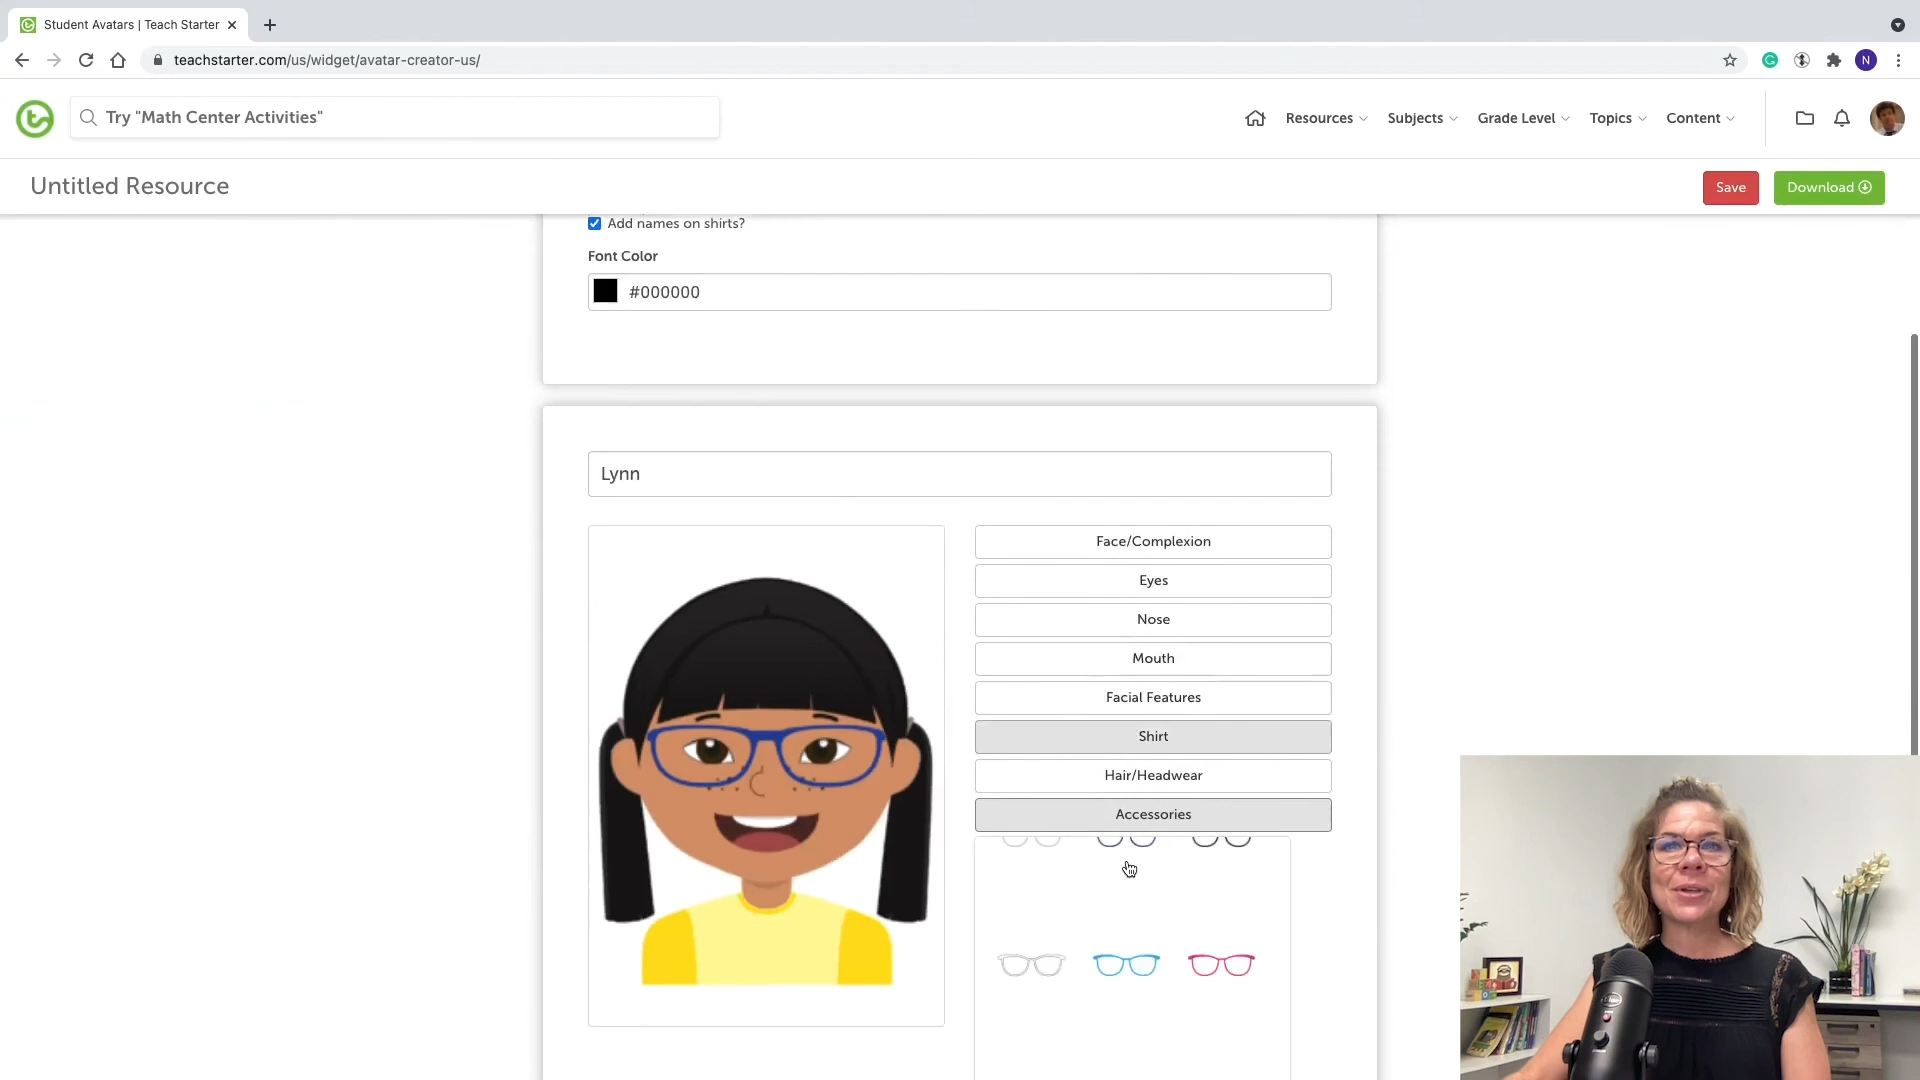 Student Avatars | Teach Starter
teachstarter.com/us/widget/avatar-creator-us/
N
Try "Math Center Activities"
Resources
Subjects
Grade Level
Topics
Content
Untitled Resource
Save
Download
Add names on shirts?
Font Color
#000000
Lynn
Face/Complexion
Eyes
Nose
Mouth
Facial Features
Shirt
Hair/Headwear
Accessories